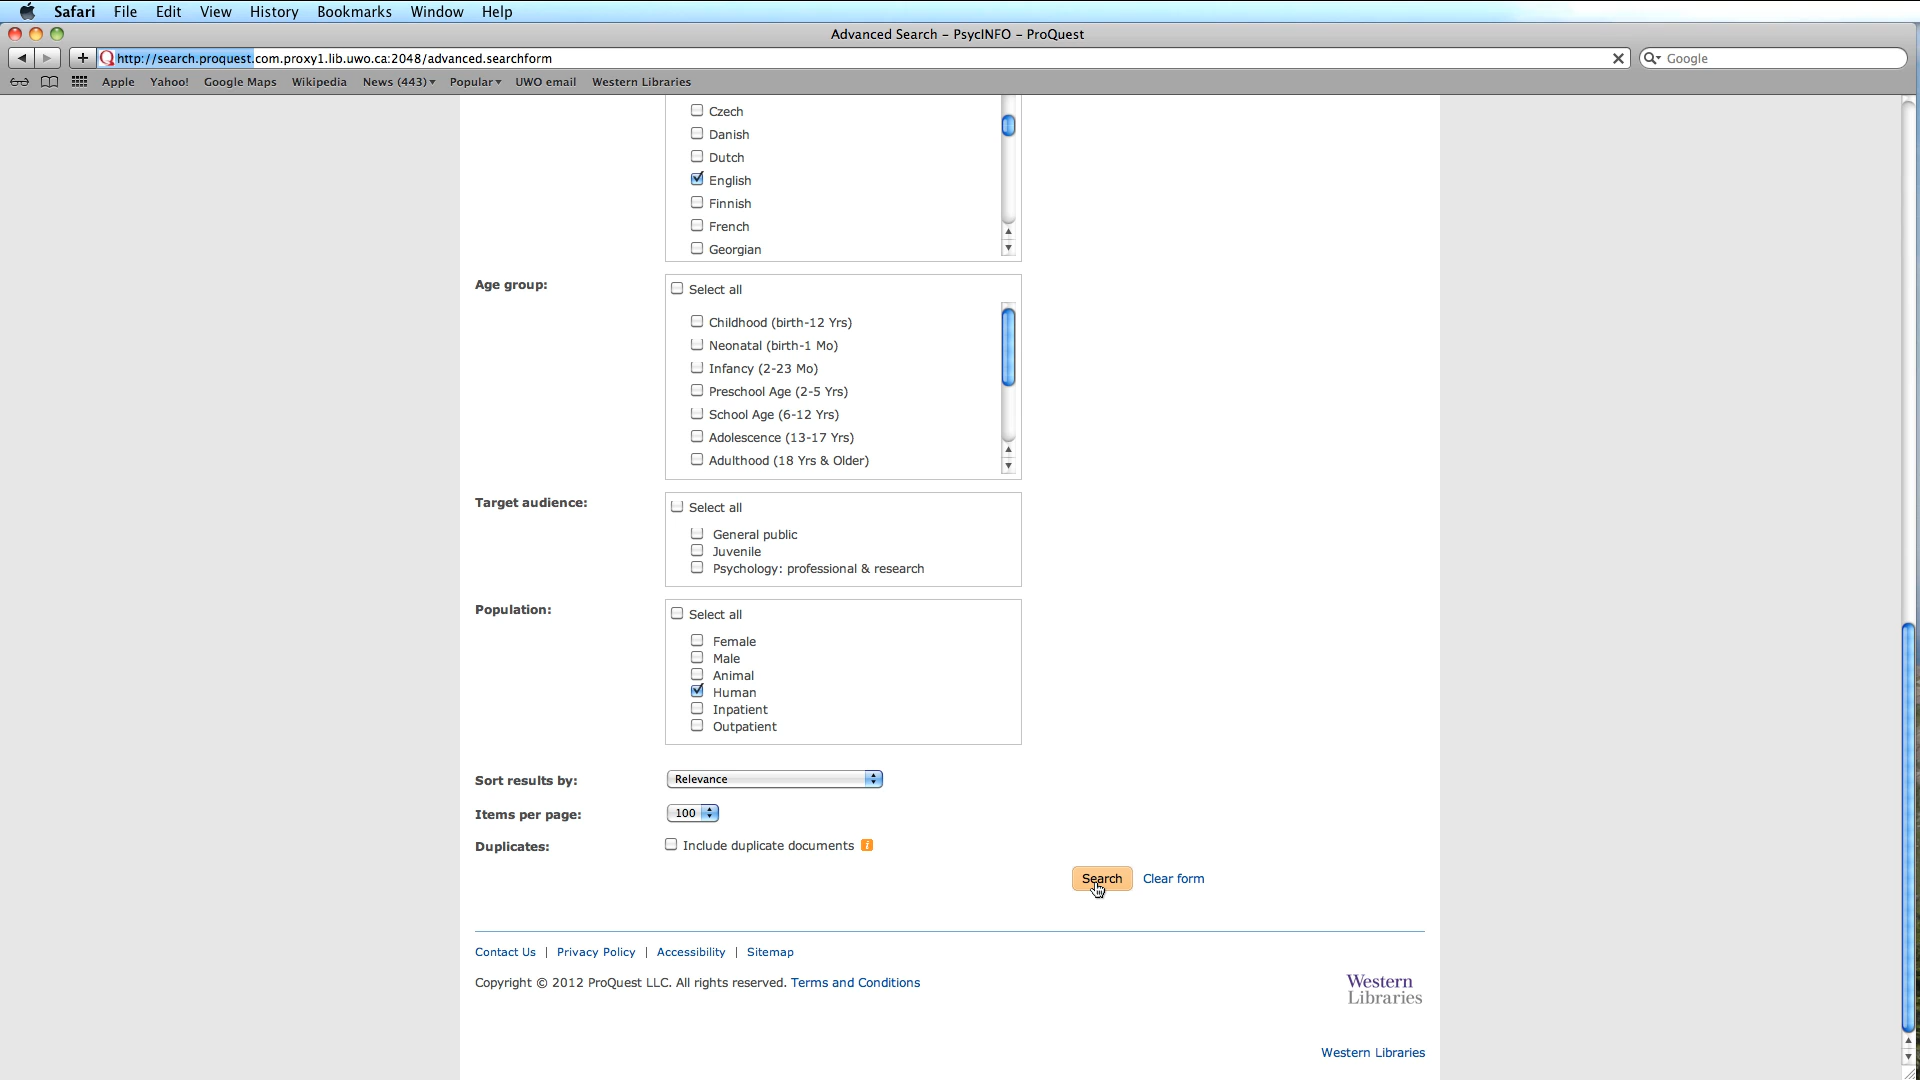 Safari File Edit View History Bookmarks Window Help
Advanced Search – PsycINFO – ProQuest
http://search.proquest.com.proxy1.lib.uwo.ca:2048/advanced.searchform
Google
Apple Yahoo! Google Maps Wikipedia News (443) Popular UWO email Western Libraries
Czech
Danish
Dutch
English
Finnish
French
Georgian
Age group:
Select all
Childhood (birth-12 Yrs)
Neonatal (birth-1 Mo)
Infancy (2-23 Mo)
Preschool Age (2-5 Yrs)
School Age (6-12 Yrs)
Adolescence (13-17 Yrs)
Adulthood (18 Yrs & Older)
Target audience:
Select all
General public
Juvenile
Psychology: professional & research
Population:
Select all
Female
Male
Animal
Human
Inpatient
Outpatient
Sort results by:
Relevance
Items per page:
100
Duplicates:
Include duplicate documents i
Search Clear form
Contact Us | Privacy Policy | Accessibility | Sitemap
Copyright © 2012 ProQuest LLC. All rights reserved. Terms and Conditions
Western
Libraries
Western Libraries